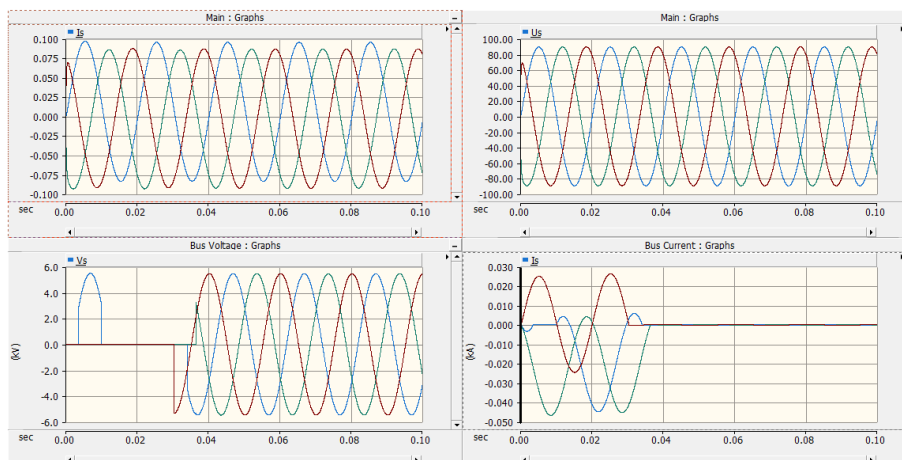 Main : Graphs
Is
0.100
0.075
0.050
0.025
0.000
-0.025
-0.050
-0.075
-0.100
sec 0.00 0.02 0.04 0.06 0.08 0.10
Main : Graphs
Us
100.00
80.00
60.00
40.00
20.00
0.00
-20.00
-40.00
-60.00
-80.00
-100.00
sec 0.00 0.02 0.04 0.06 0.08 0.10
Bus Voltage : Graphs
Vs
6.0
4.0
2.0
0.0
-2.0
-4.0
-6.0
(kV)
sec 0.00 0.02 0.04 0.06 0.08 0.10
Bus Current : Graphs
Is
0.030
0.020
0.010
0.000
-0.010
-0.020
-0.030
-0.040
-0.050
(kA)
sec 0.00 0.02 0.04 0.06 0.08 0.10